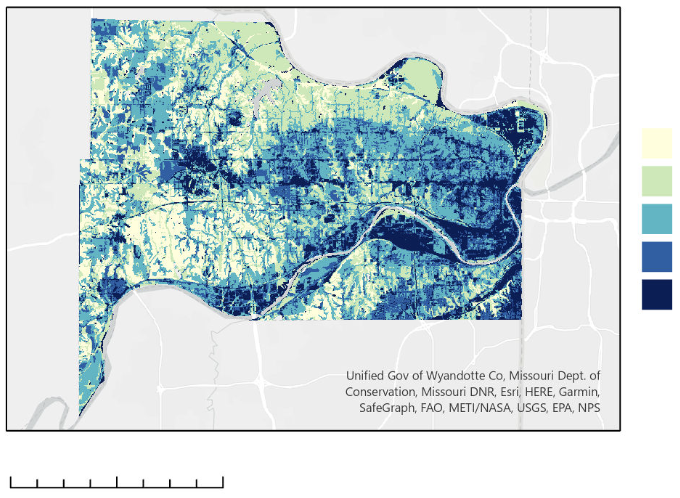 Unified Gov of Wyandotte Co, Missouri Dept. of
Conservation, Missouri DNR, Esri, HERE, Garmin,
SafeGraph, FAO, METI/NASA, USGS, EPA, NPS